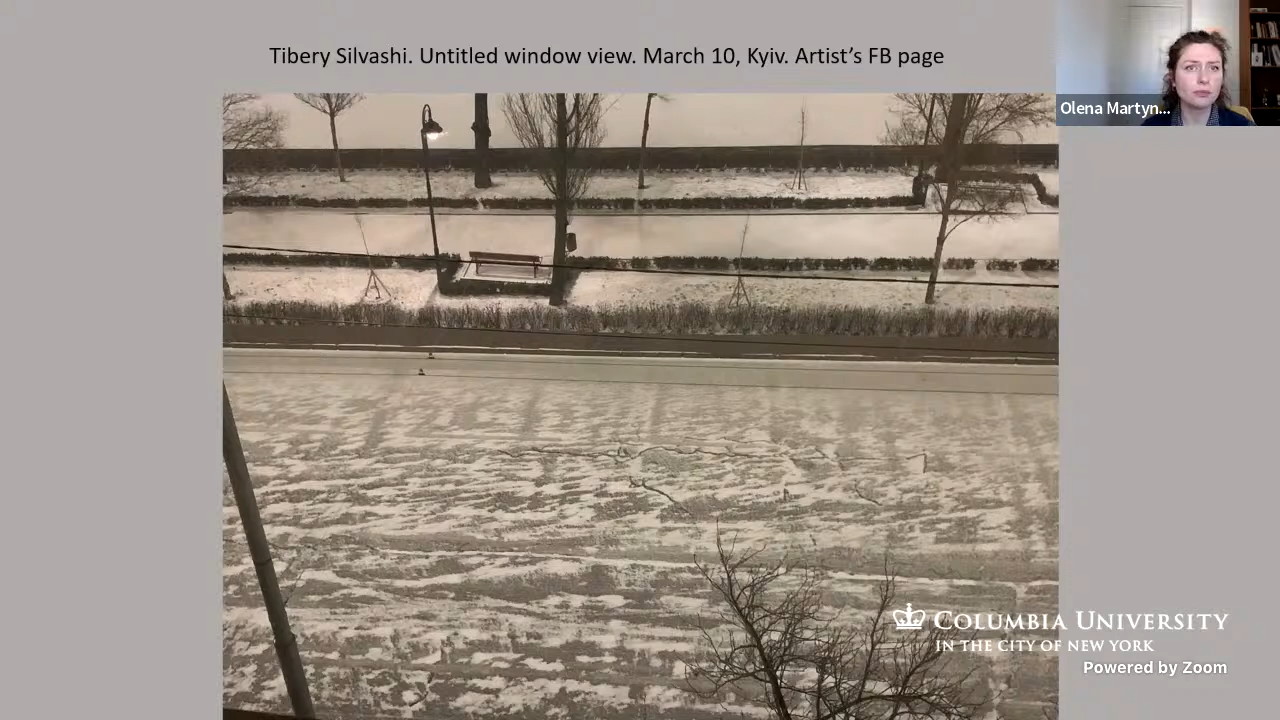 Tibery Silvashi. Untitled window view. March 10, Kyiv. Artist’s FB page
Olena Martyn...
COLUMBIA UNIVERSITY
IN THE CITY OF NEW YORK
Powered by Zoom